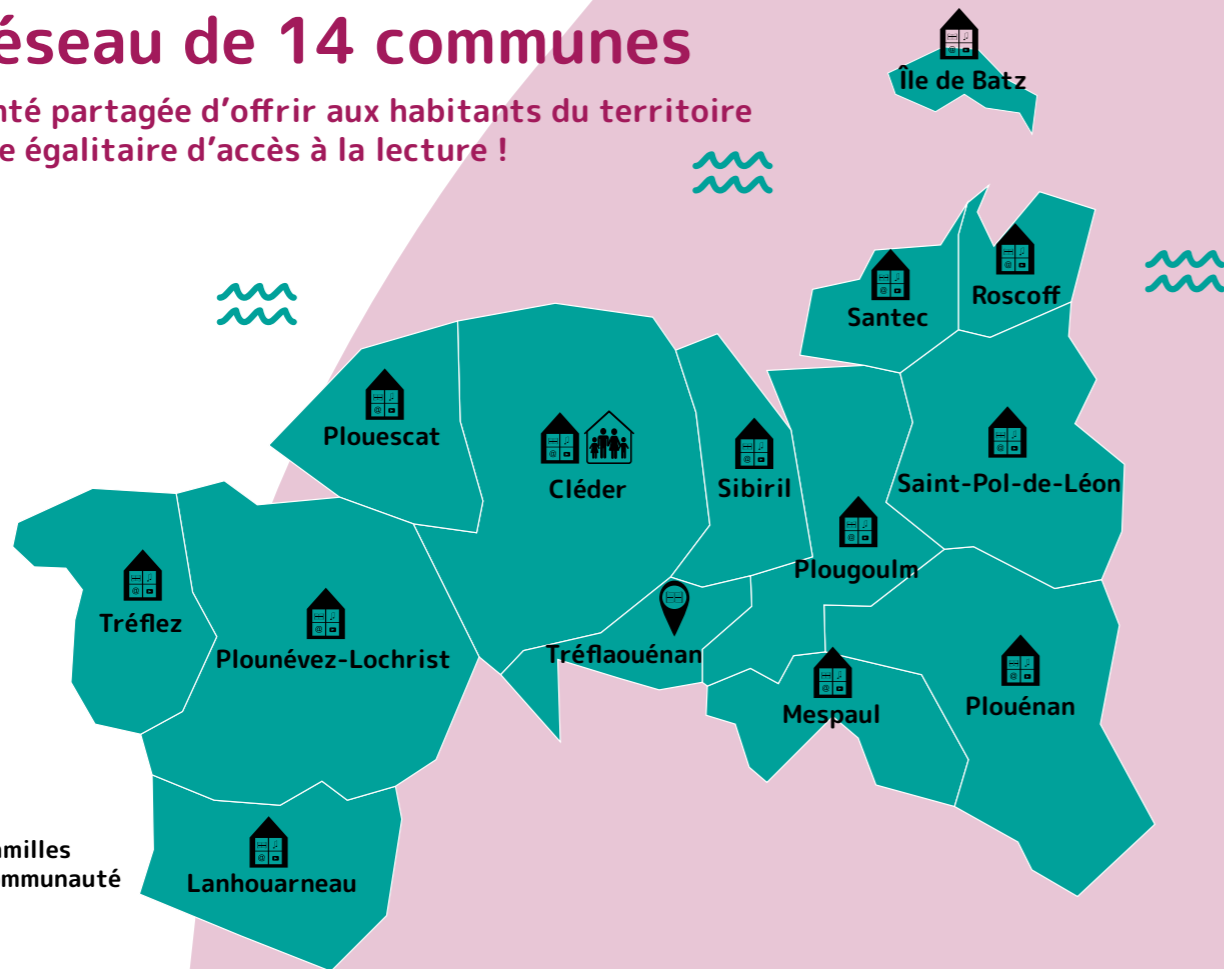 éseau de 14 communes
nté partagée d'offrir aux habitants du territoire
e égalitaire d'accès à la lecture !
Île de Batz
Roscoff
Santec
Plouescat
Cléder
Sibiril
Saint-Pol-de-Léon
Plougoulm
Tréflez
Plounévez-Lochrist
Tréflaouénan
Mespaul
Plouénan
Lanhouarneau
amilles
ommunauté